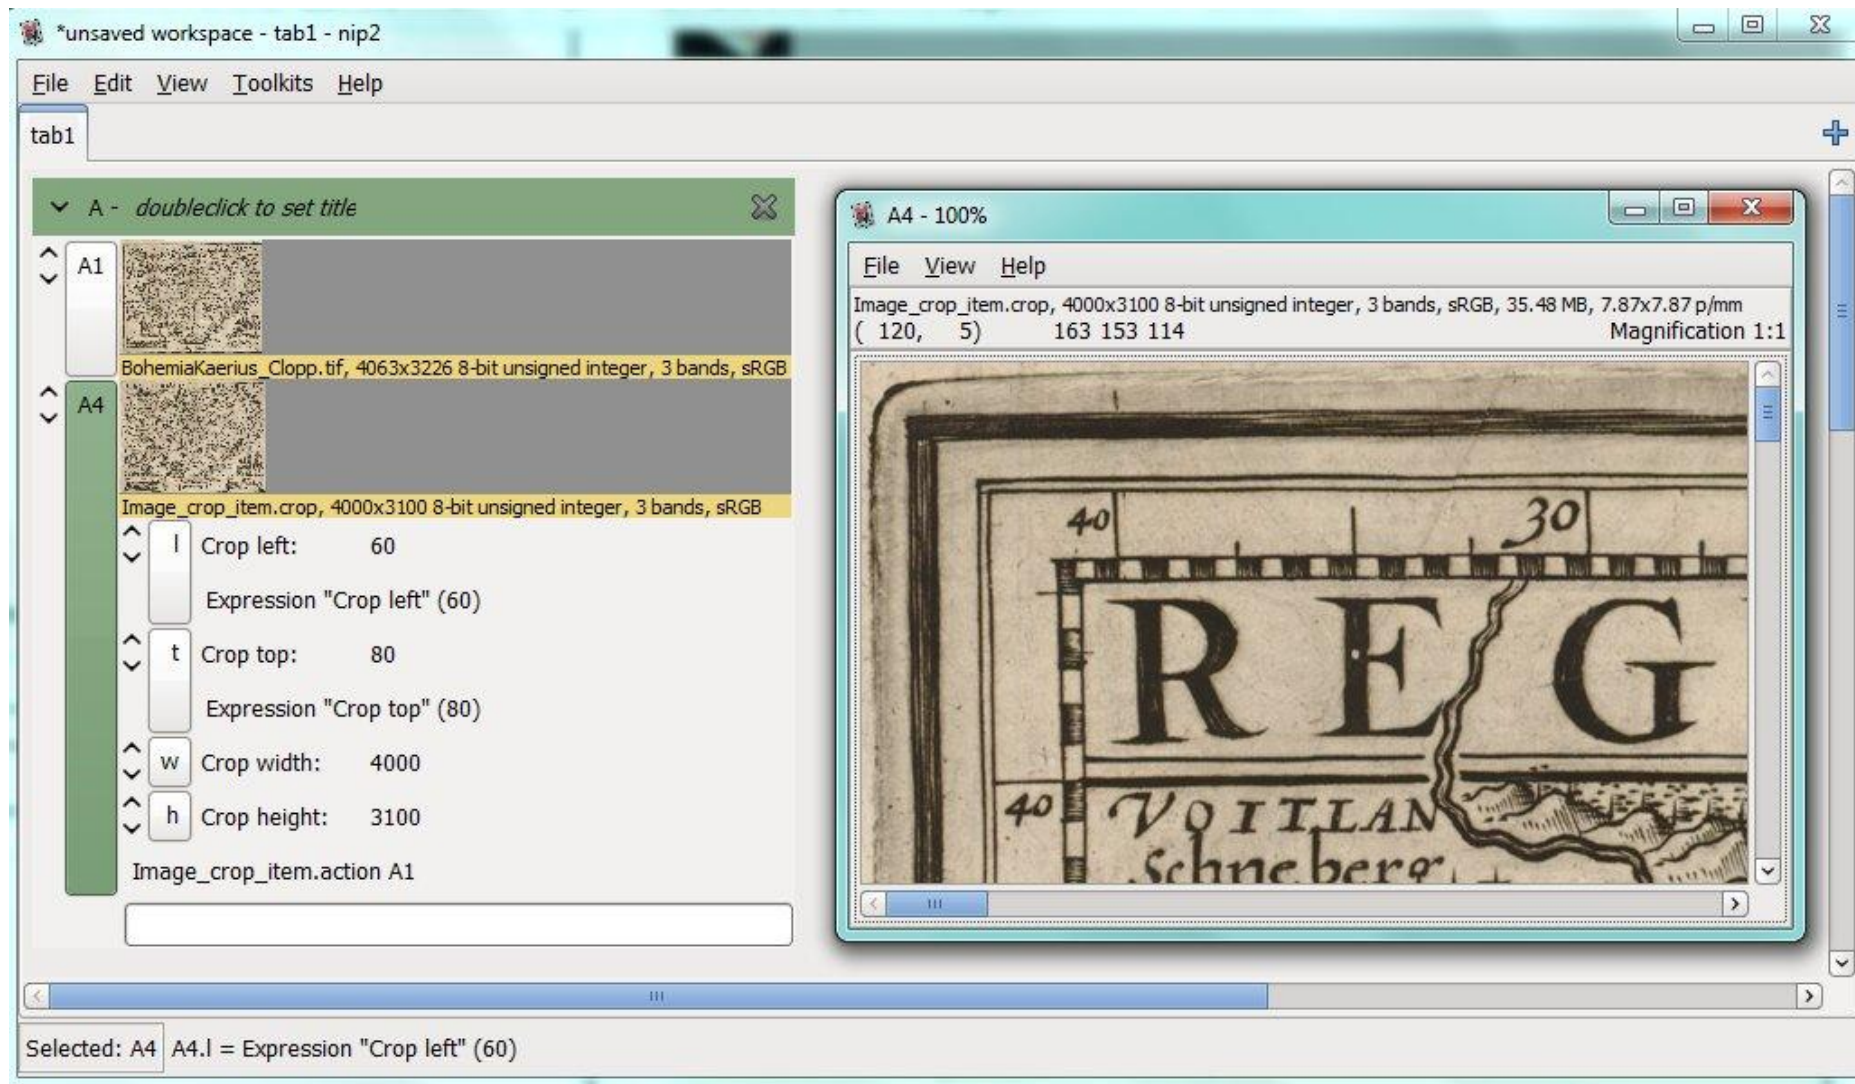 *unsaved workspace - tab1 - nip2
File Edit View Toolkits Help
tab1
A - doubleclick to set title
A1
BohemiaKaerius_Clopp.tif, 4063x3226 8-bit unsigned integer, 3 bands, sRGB
A4
Image_crop_item.crop, 4000x3100 8-bit unsigned integer, 3 bands, sRGB
l Crop left: 60
Expression "Crop left" (60)
t Crop top: 80
Expression "Crop top" (80)
w Crop width: 4000
h Crop height: 3100
Image_crop_item.action A1
A4 - 100%
File View Help
Image_crop_item.crop, 4000x3100 8-bit unsigned integer, 3 bands, sRGB, 35.48 MB, 7.87x7.87 p/mm
( 120, 5) 163 153 114 Magnification 1:1
40 30
R E G
40 VOITLAN
Schneberg
Selected: A4 A4.l = Expression "Crop left" (60)